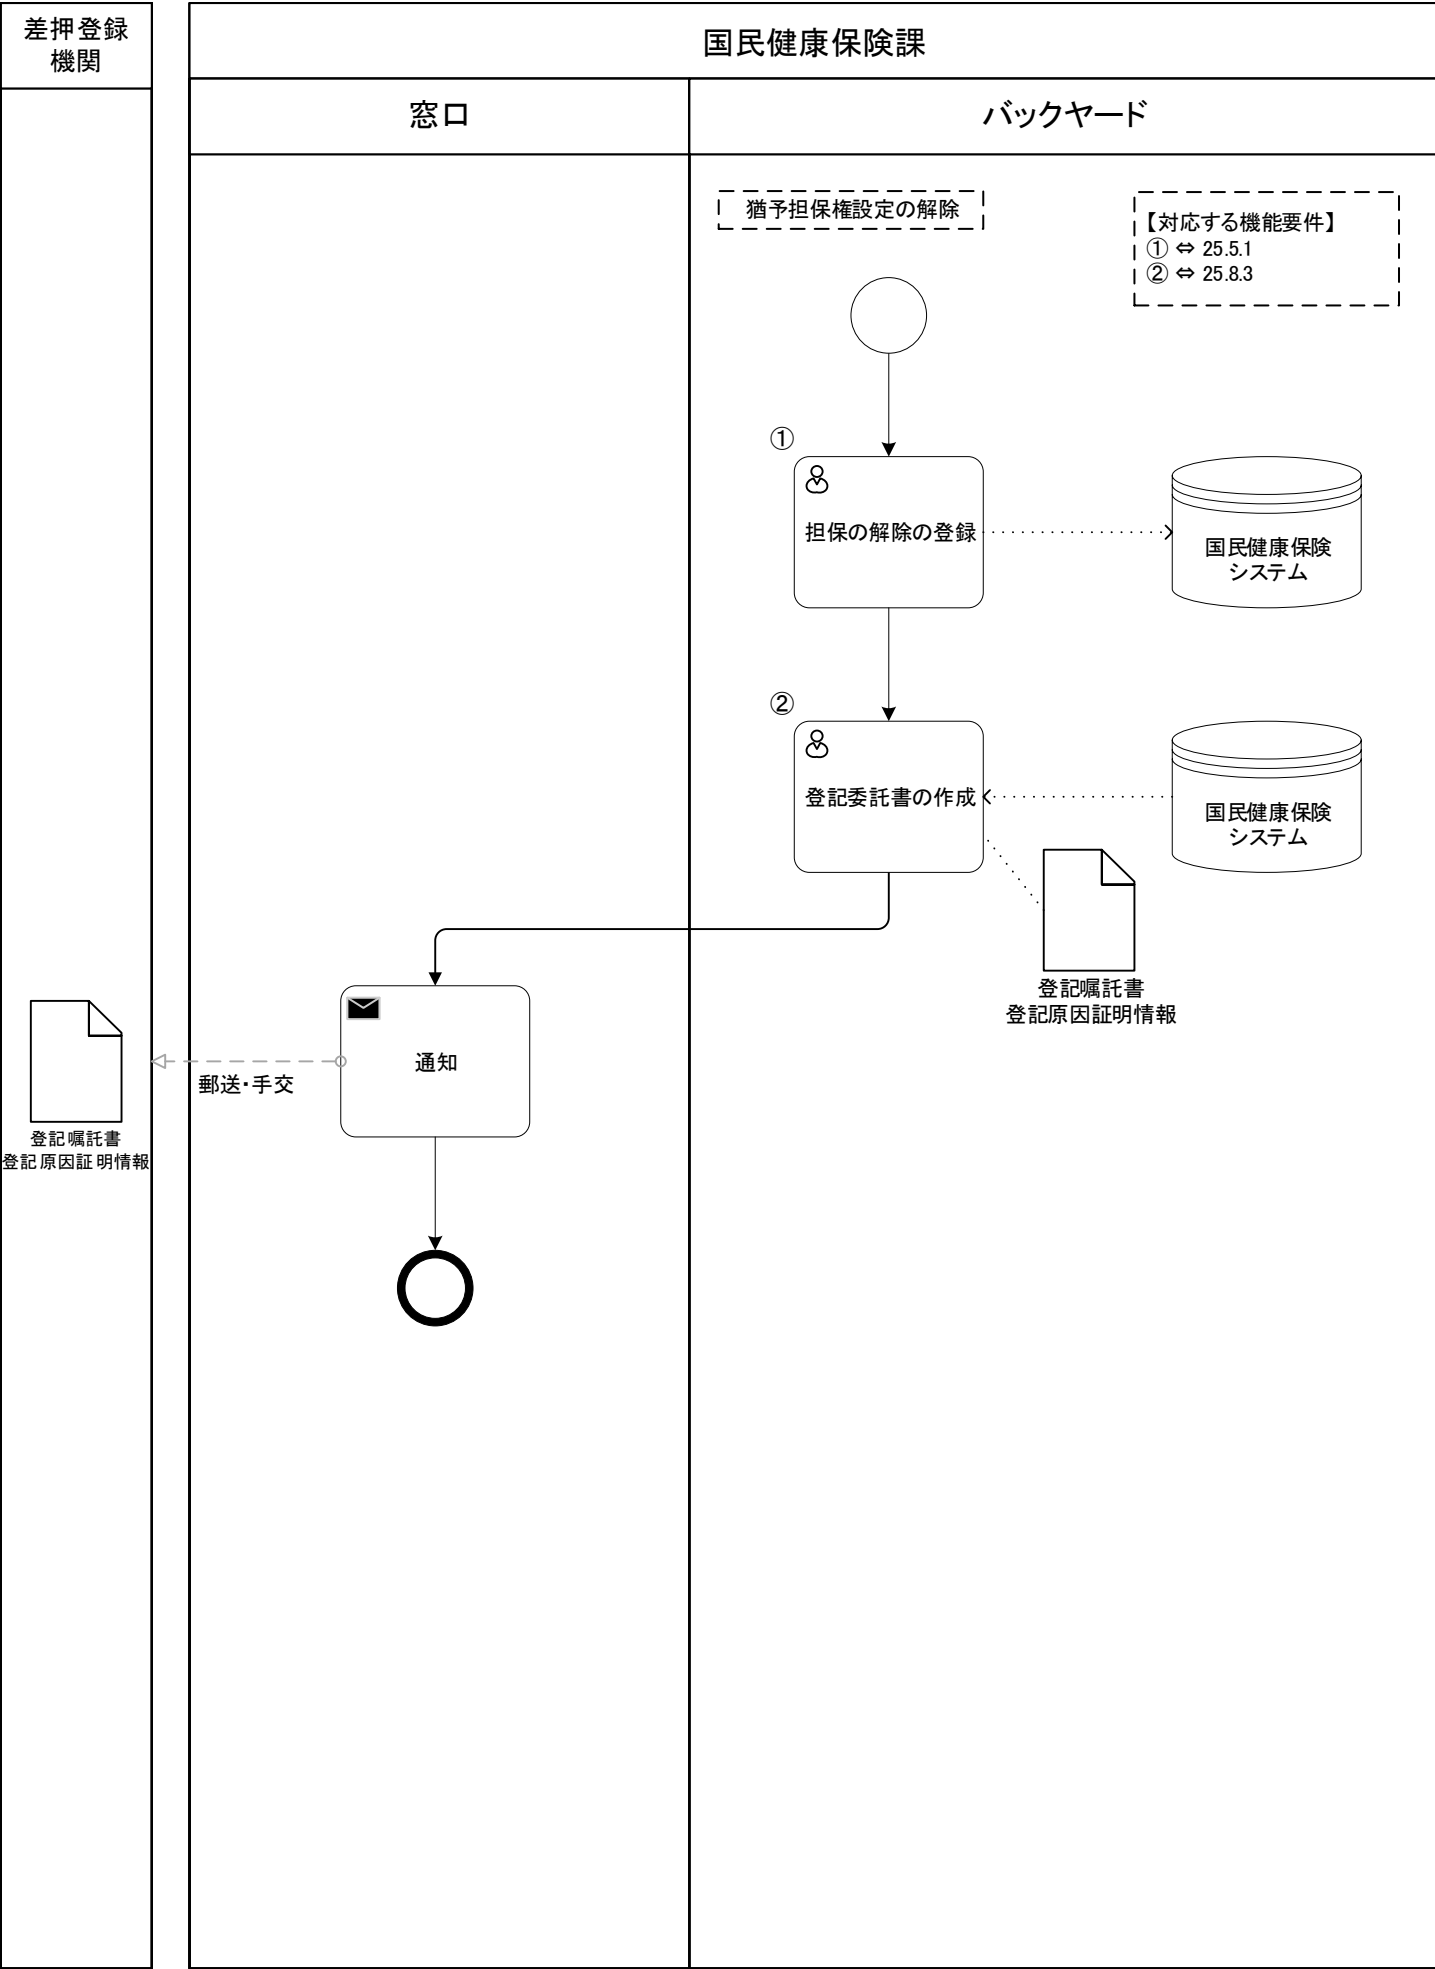 差押登録
機関
国民健康保険課
窓口
バックヤード
猶予担保権設定の解除
【対応する機能要件】
① ⇔ 25.5.1
② ⇔ 25.8.3
①
担保の解除の登録
国民健康保険
システム
②
登記委託書の作成
国民健康保険
システム
登記嘱託書
登記原因証明情報
通知
郵送・手交
登記嘱託書
登記原因証明情報